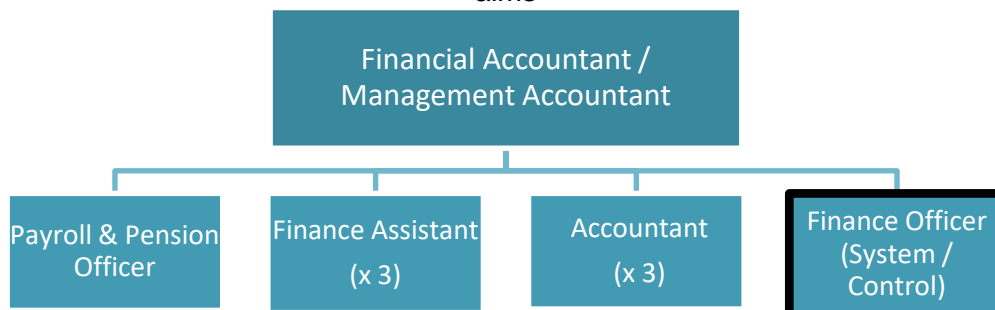 Financial Accountant /
Management Accountant
Payroll & Pension
Officer
Finance Assistant
(x 3)
Accountant
(x 3)
Finance Officer
(System /
Control)